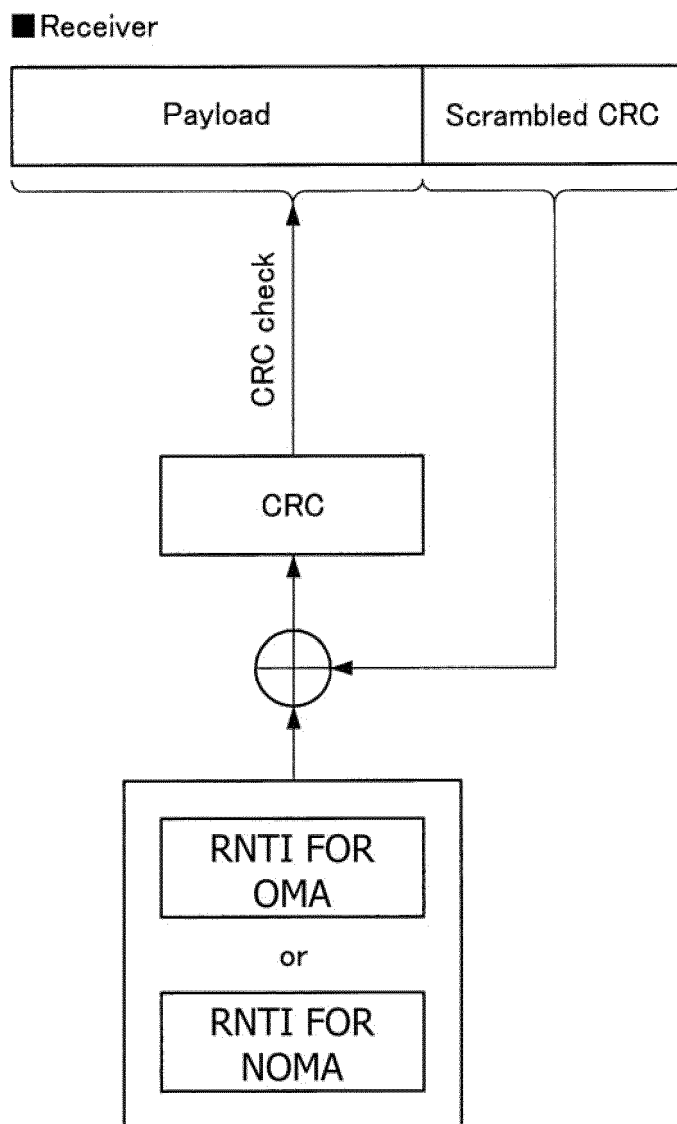 ■Receiver
Payload
Scrambled CRC
CRC check
CRC
RNTI FOR
OMA
or
RNTI FOR
NOMA